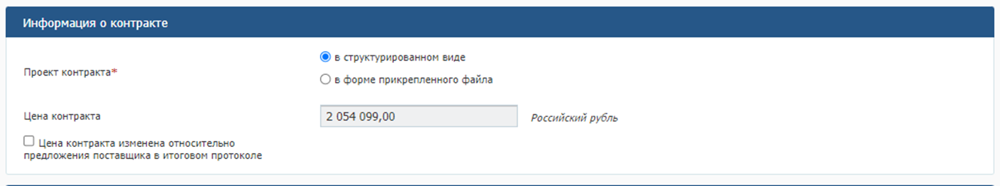 Информация о контракте
в структурированном виде
Проект контракта*
в форме прикрепленного файла
Цена контракта 2 054 099,00 Российский рубль
Цена контракта изменена относительно
предложения поставщика в итоговом протоколе